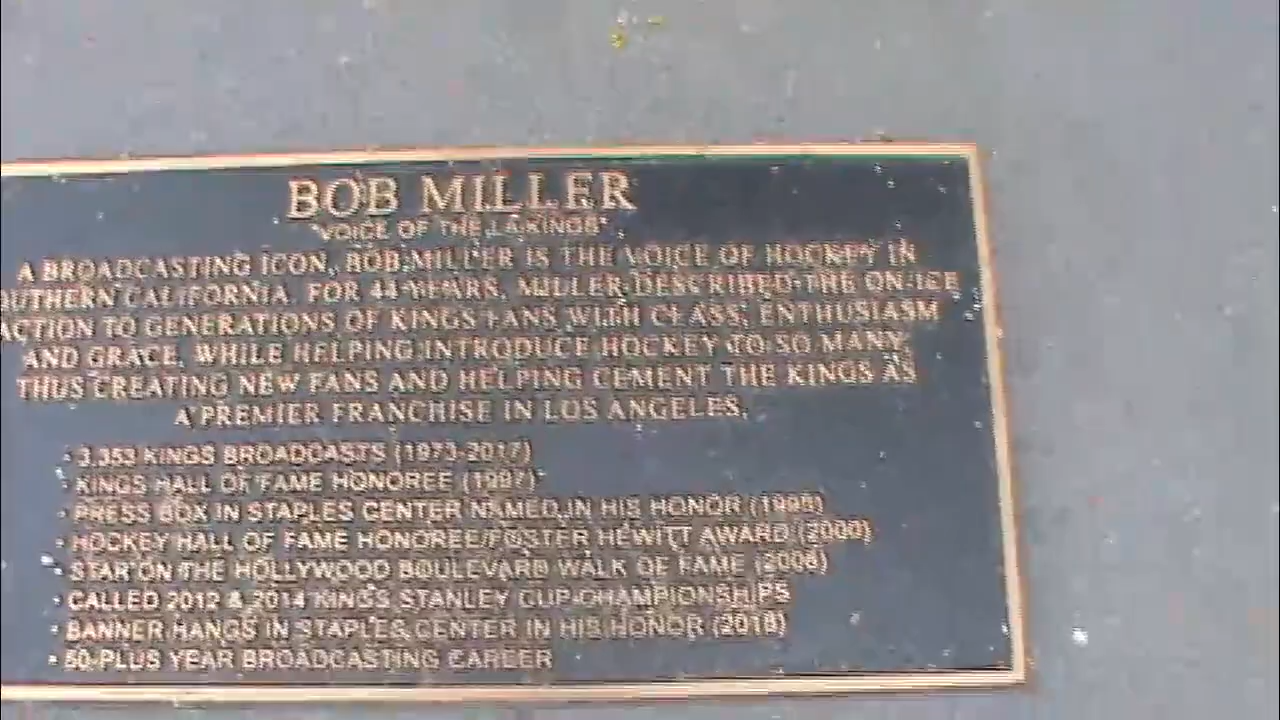 BOB MILLER
"VOICE OF THE LA KINGS"
A BROADCASTING ICON, BOB MILLER IS THE VOICE OF HOCKEY IN
OUTHERN CALIFORNIA. FOR 44 YEARS, MILLER DESCRIBED THE ON-ICE
ACTION TO GENERATIONS OF KINGS FANS WITH CLASS, ENTHUSIASM
AND GRACE, WHILE HELPING INTRODUCE HOCKEY TO SO MANY,
THUS CREATING NEW FANS AND HELPING CEMENT THE KINGS AS
A PREMIER FRANCHISE IN LOS ANGELES.
• 3,353 KINGS BROADCASTS (1973-2017)
• KINGS HALL OF FAME HONOREE (1997)
• PRESS BOX IN STAPLES CENTER NAMED IN HIS HONOR
• HOCKEY HALL OF FAME HONOREE/FOSTER HEWITT AWARD (2000)
• STAR ON THE HOLLYWOOD BOULEVARD WALK OF FAME (2006)
• CALLED 2012 & 2014 KINGS STANLEY CUP CHAMPIONSHIPS
• BANNER HANGS IN STAPLES CENTER IN HIS HONOR (2018)
• 50-PLUS YEAR BROADCASTING CAREER